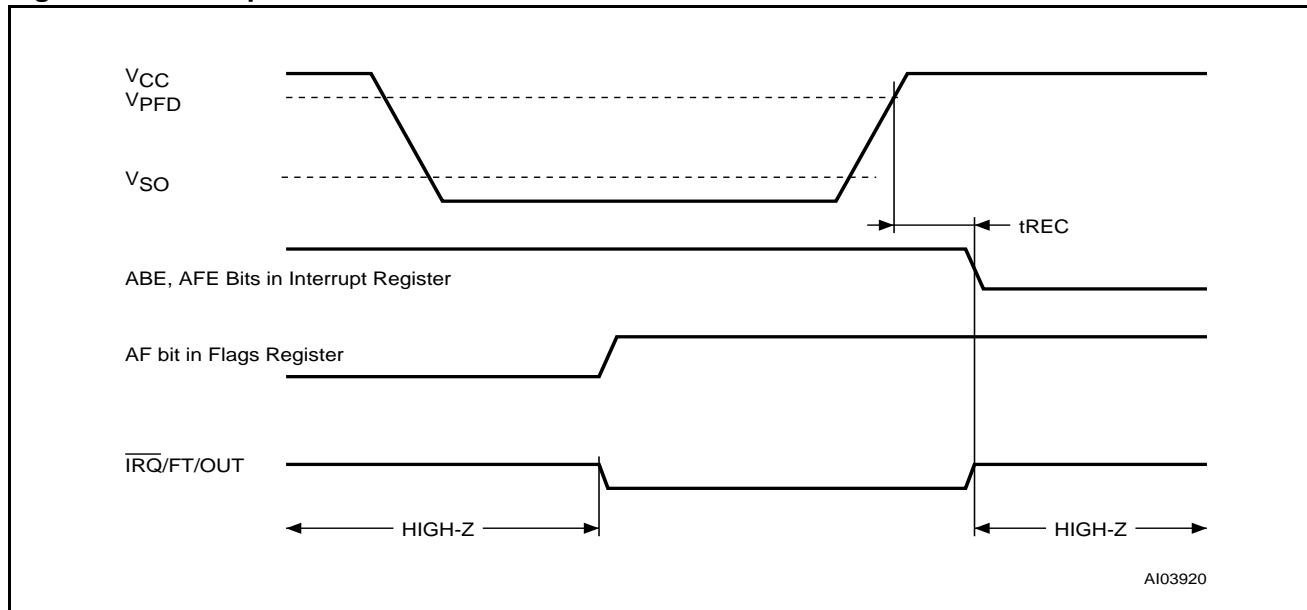 VCC
VPFD
VSO
tREC
ABE, AFE Bits in Interrupt Register
AF bit in Flags Register
IRQ/FT/OUT
HIGH-Z
HIGH-Z
AI03920